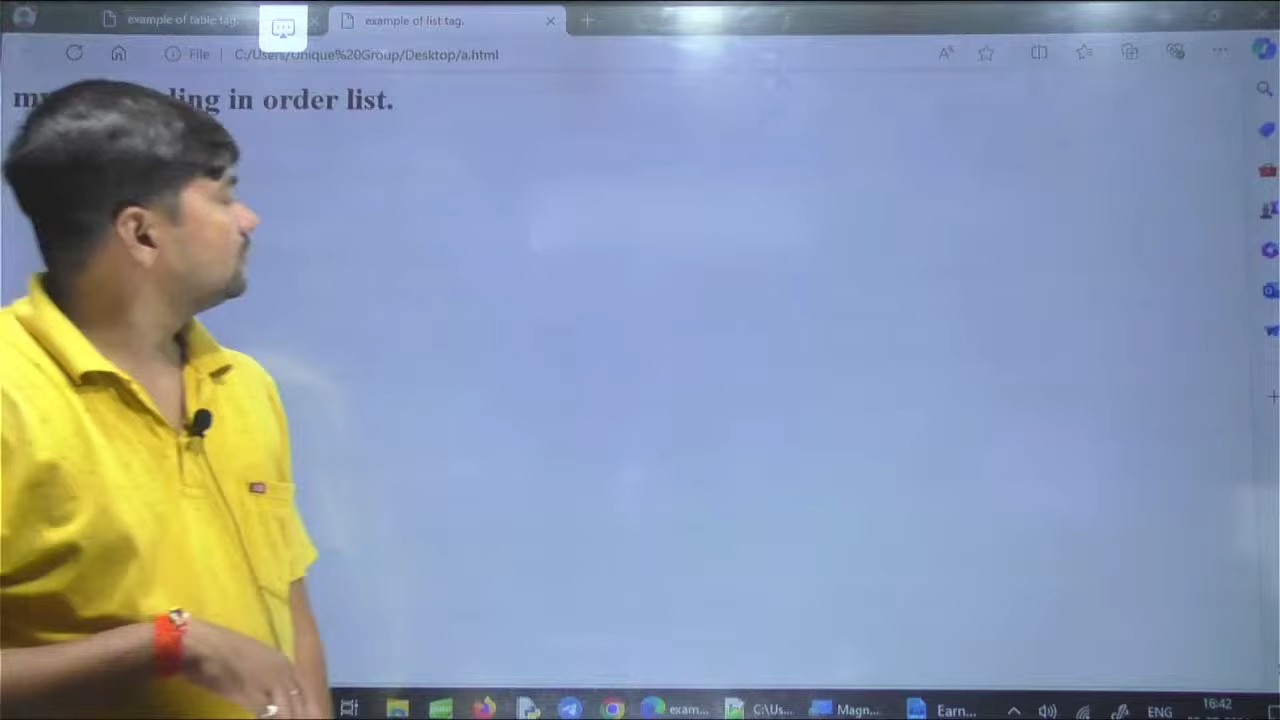 example of table tag.
example of list tag.
File
C:/Users/Unique%20Group/Desktop/a.html
in order list.
exam...
C:\Us...
Magn...
Earn...
ENG
16:42